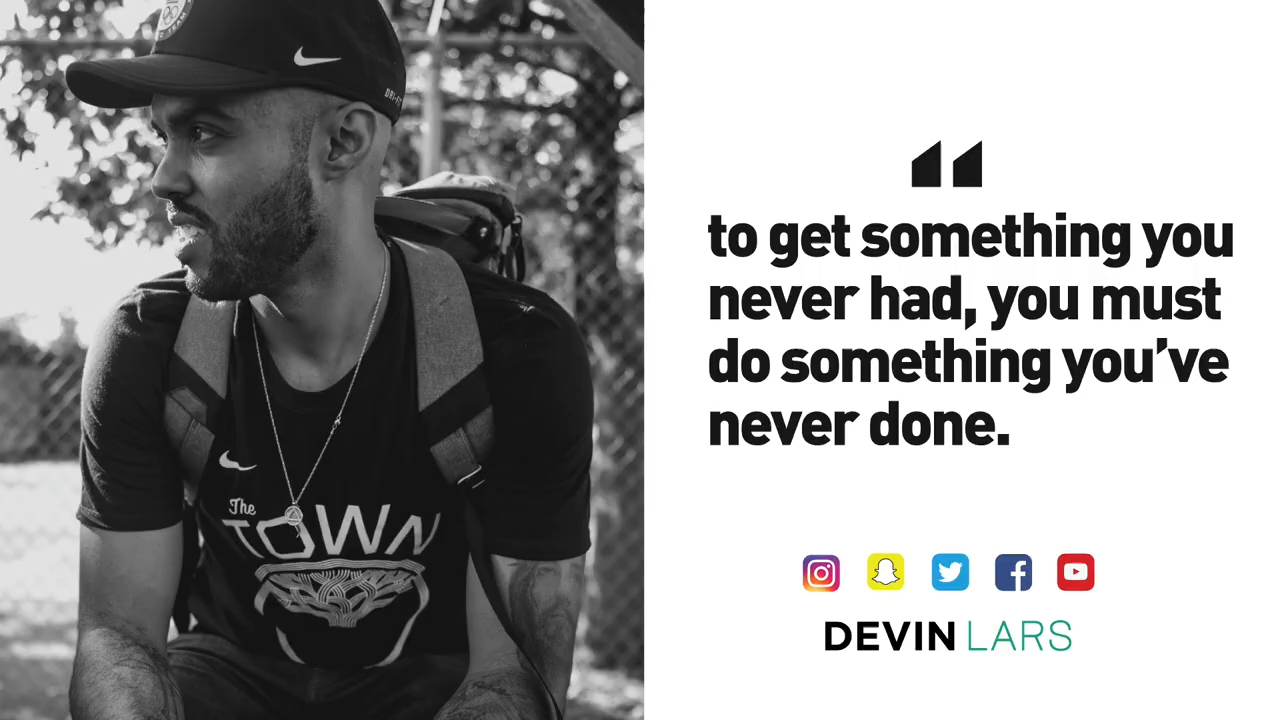 DRI-FIT
The
TOWN
to get something you
never had, you must
do something you’ve
never done.
DEVIN LARS